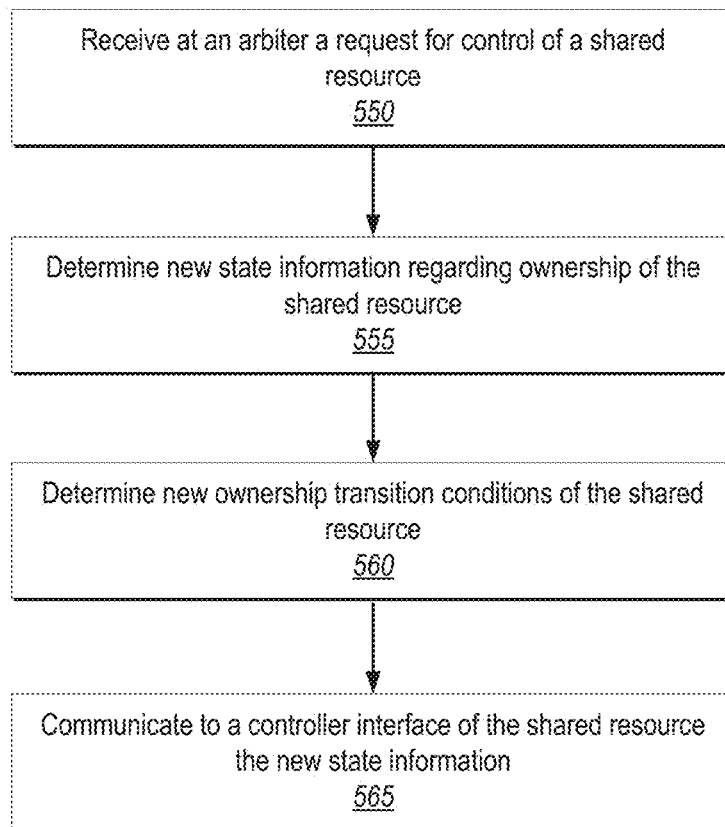 Receive at an arbiter a request for control of a shared
resource
550
Determine new state information regarding ownership of the
shared resource
555
Determine new ownership transition conditions of the shared
resource
560
Communicate to a controller interface of the shared resource
the new state information
565